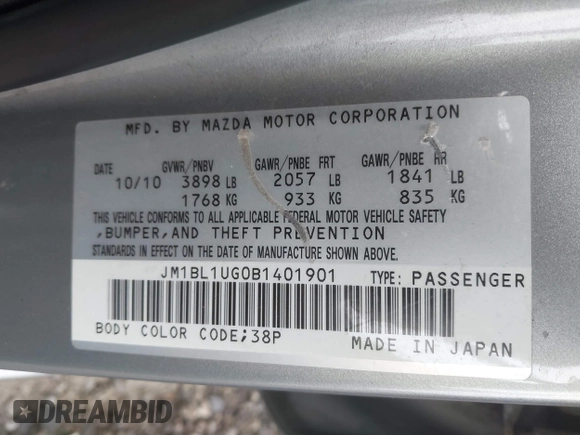 MFD. BY MAZDA MOTOR CORPORATION
DATE GVWR/PNBV GAWR/PNBE FRT GAWR/PNBE RR
10/10 3898 LB 2057 LB 1841 LB
1768 KG 933 KG 835 KG
THIS VEHICLE CONFORMS TO ALL APPLICABLE FEDERAL MOTOR VEHICLE SAFETY
,BUMPER,AND THEFT PREVENTION
STANDARDS IN EFFECT ON THE DATE OF MANUFACTURE SHOWN ABOVE.
JM1BL1UG0B1401901 TYPE: PASSENGER
BODY COLOR CODE;38P MADE IN JAPAN
DREAMBID